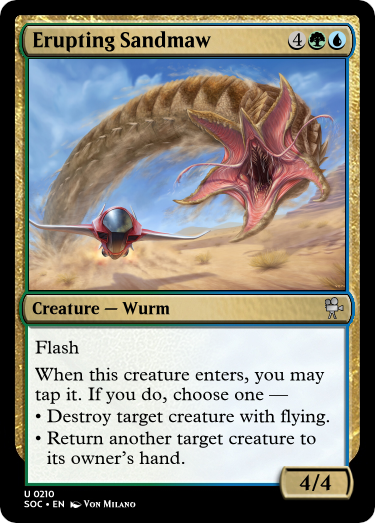 Erupting Sandmaw 4
Creature — Wurm
Flash
When this creature enters, you may
tap it. If you do, choose one —
• Destroy target creature with flying.
• Return another target creature to
its owner's hand.
4/4
U 0210
SOC • EN Von Milano